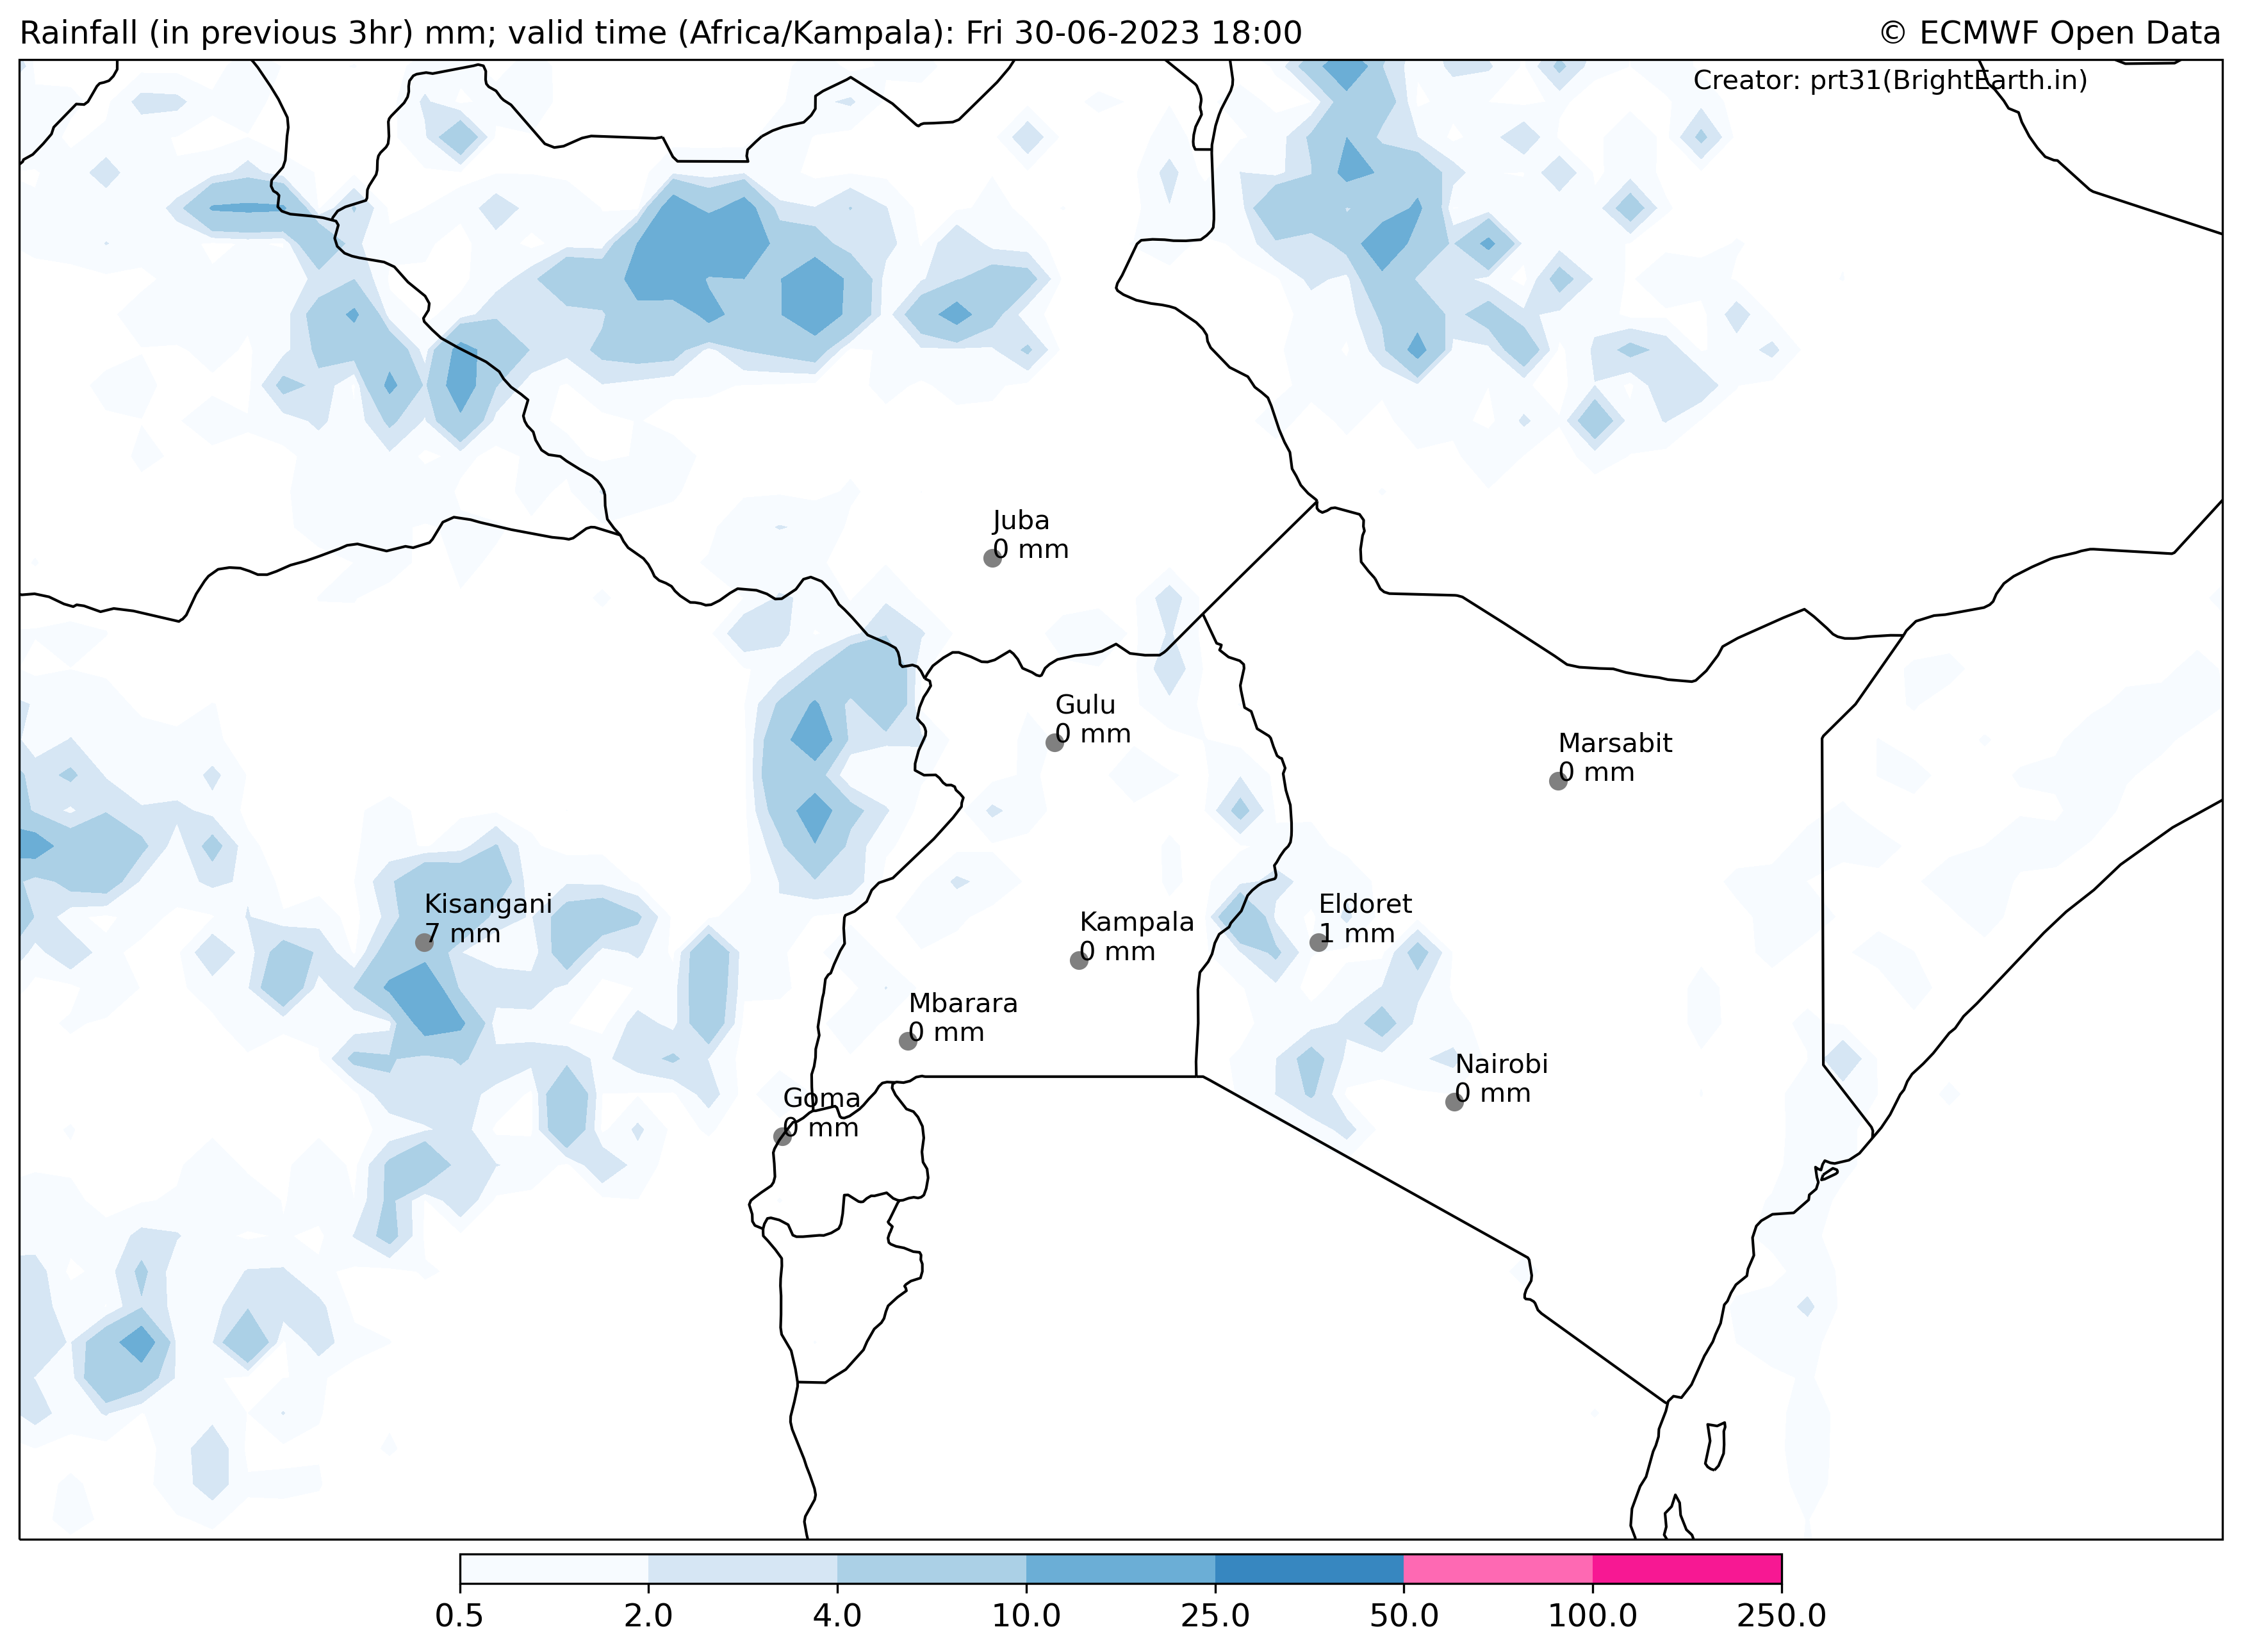 Rainfall (in previous 3hr) mm; valid time (Africa/Kampala): Fri 30-06-2023 18:00
© ECMWF Open Data
Creator: prt31(BrightEarth.in)
Juba
0 mm
Gulu
0 mm
Marsabit
0 mm
Kisangani
7 mm
Eldoret
1 mm
Kampala
0 mm
Mbarara
0 mm
Nairobi
0 mm
Goma
0 mm
0.5 2.0 4.0 10.0 25.0 50.0 100.0 250.0